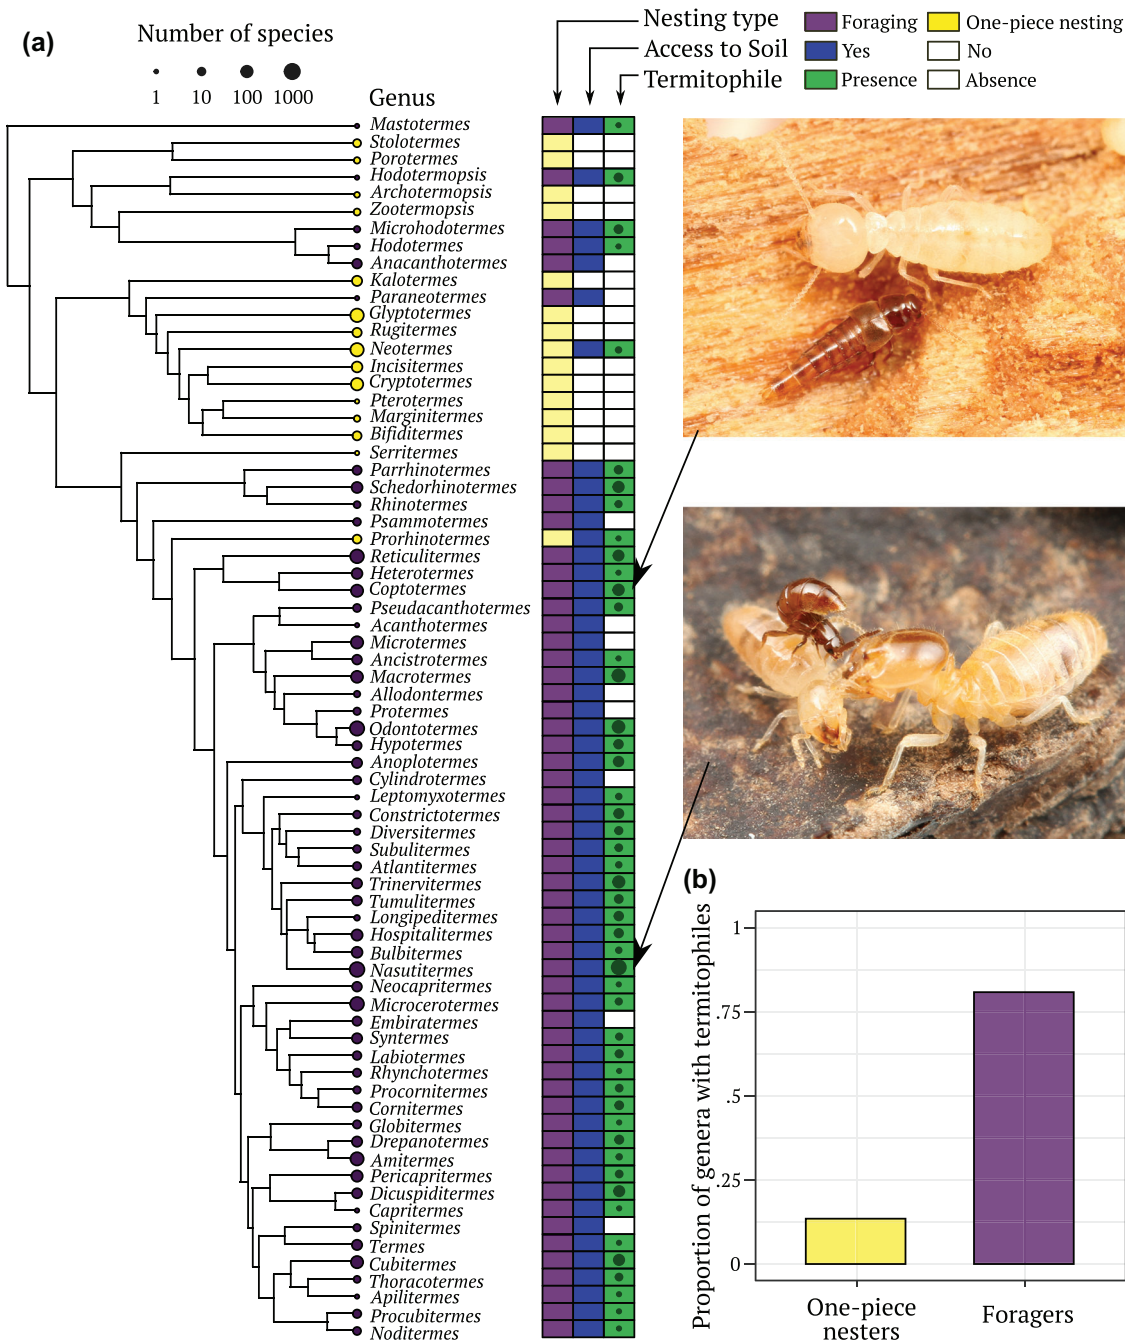 (a)
Number of species
1 10 100 1000
Genus
Nesting type
Access to Soil
Termitophile
Foraging
One-piece nesting
Yes
No
Presence
Absence
Mastotermes
Stolotermes
Porotermes
Hodotermopsis
Archotermopsis
Zootermopsis
Microhodotermes
Hodotermes
Anacanthotermes
Kalotermes
Paraneotermes
Glyptotermes
Rugitermes
Neotermes
Incisitermes
Cryptotermes
Pterotermes
Marginitermes
Bifiditermes
Serritermes
Parrhinotermes
Schedorhinotermes
Rhinotermes
Psammotermes
Prorhinotermes
Reticulitermes
Heterotermes
Coptotermes
Pseudacanthotermes
Acanthotermes
Microtermes
Ancistrotermes
Macrotermes
Allodontermes
Protermes
Odontotermes
Hypotermes
Anoplotermes
Cylindrotermes
Leptomyxotermes
Constrictotermes
Diversitermes
Subulitermes
Atlantitermes
Trinervitermes
Tumulitermes
Longipeditermes
Hospitalitermes
Bulbitermes
Nasutitermes
Neocapritermes
Microcerotermes
Embiratermes
Syntermes
Labiotermes
Rhynchotermes
Procornitermes
Cornitermes
Globitermes
Drepanotermes
Amitermes
Pericapritermes
Dicuspiditermes
Capritermes
Spinitermes
Termes
Cubitermes
Thoracotermes
Apilitermes
Procubitermes
Noditermes
(b)
Proportion of genera with termitophiles
1
.75
.5
.25
0
One-piece
nesters
Foragers